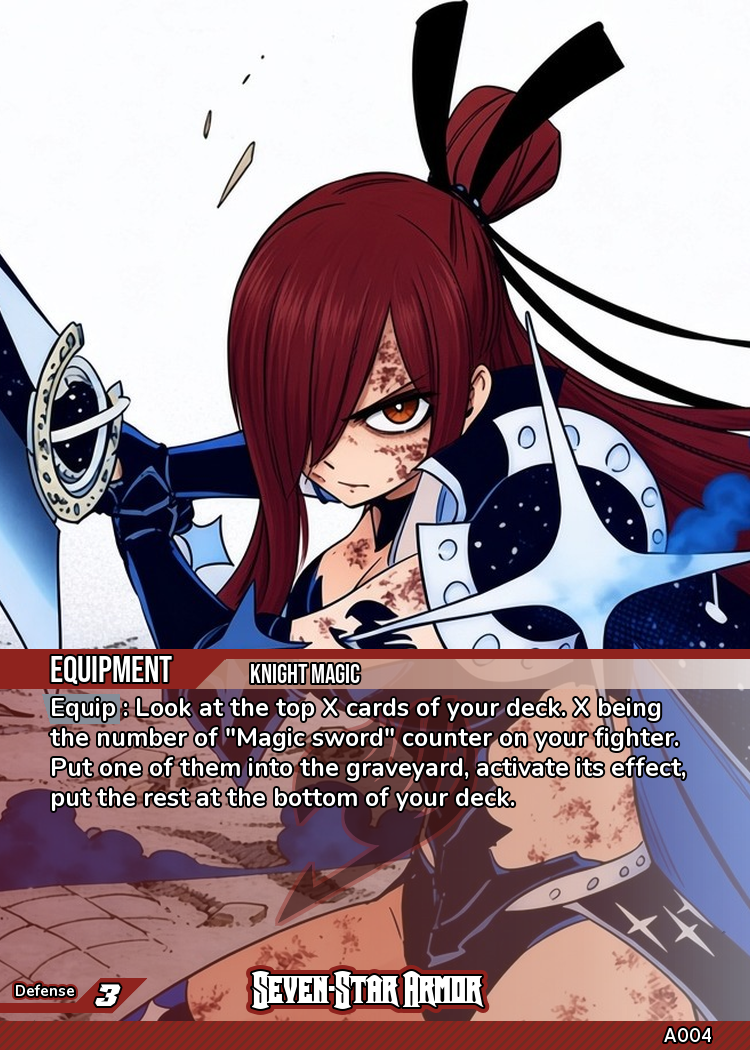 EQUIPMENT
KNIGHT MAGIC
Equip : Look at the top X cards of your deck. X being
the number of "Magic sword" counter on your fighter.
Put one of them into the graveyard, activate its effect,
put the rest at the bottom of your deck.
Defense 3
SEVEN-STAR ARMOR
A004